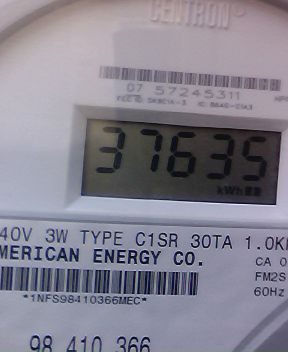 CENTRON®
07 57245311
37635
kWh
40V 3W TYPE C1SR 30TA 1.0K
MERICAN ENERGY CO.
CA 0
FM2S
60Hz
*1NFS98410366MEC*
98 410 366